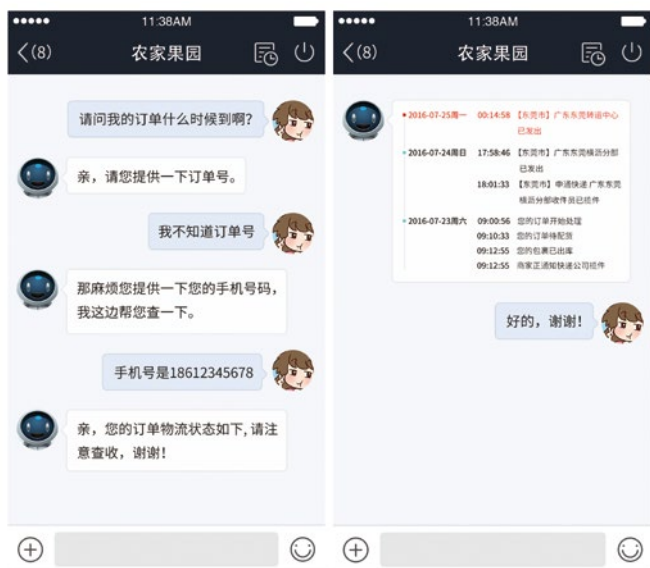 11:38AM
(8)
农家果园
请问我的订单什么时候到啊?
亲，请您提供一下订单号。
我不知道订单号
那麻烦您提供一下您的手机号码，
我这边帮您查一下。
手机号是18612345678
亲，您的订单物流状态如下,请注
意查收，谢谢！
11:38AM
(8)
农家果园
2016-07-25周一 00:14:58 【东莞市】广东东莞转运中心
已发出
2016-07-24周日 17:58:46 【东莞市】广东东莞横沥分部
已发出
18:01:33 【东莞市】申通快递 广东东莞
横沥分部收件员已揽件
2016-07-23周六 09:00:56 您的订单开始处理
09:10:33 您的订单待配货
09:12:55 您的包裹已出库
09:12:55 商家正通知快递公司揽件
好的，谢谢！